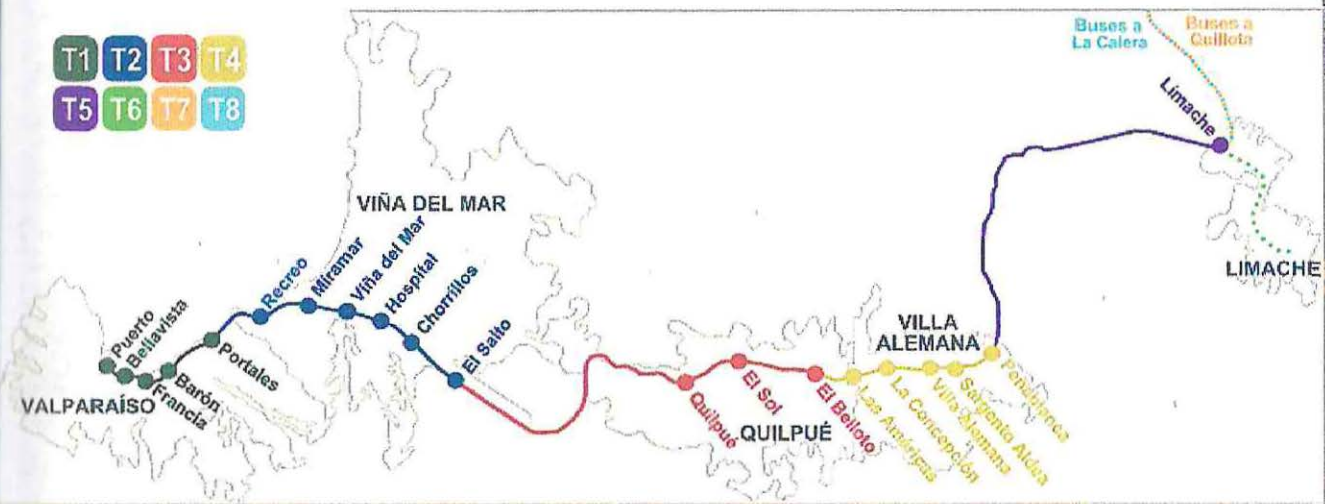 T1 T2 T3 T4
T5 T6 T7 T8
Buses a
La Calera
Buses a
Quillota
Limache
LIMACHE
VIÑA DEL MAR
Recreo
Miramar
Viña del Mar
Hospital
Chorrillos
El Salto
Puerto
Bellavista
Francia
Barón
Portales
VALPARAÍSO
Quilpué
El Sol
El Belloto
QUILPUÉ
VILLA
ALEMANA
Las Américas
La Concepción
Villa Alemana
Sargento Aldea
Peñablanca